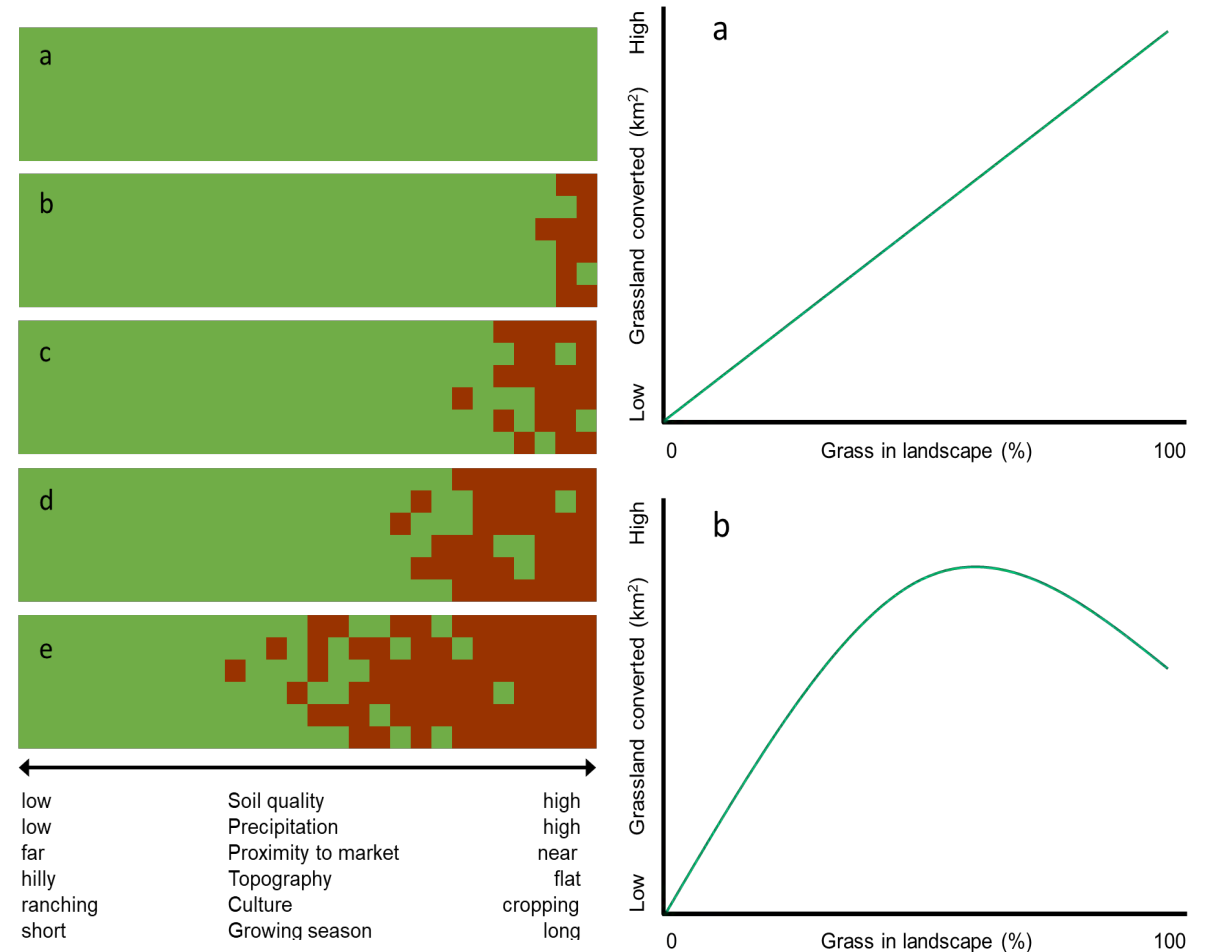 a
b
c
d
e
low Soil quality high
low Precipitation high
far Proximity to market near
hilly Topography flat
ranching Culture cropping
short Growing season long
a
High
Grassland converted (km²)
Low
0 Grass in landscape (%) 100
b
High
Grassland converted (km²)
Low
0 Grass in landscape (%) 100